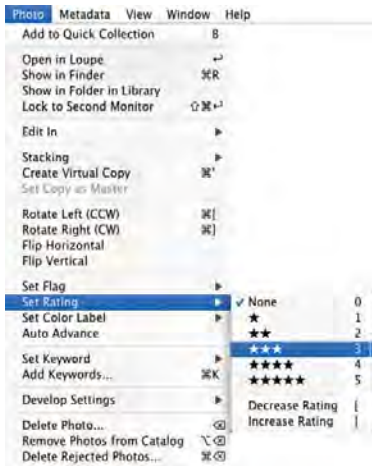 Photo Metadata View Window Help
Add to Quick Collection B
Open in Loupe ↵
Show in Finder ⌘R
Show in Folder in Library
Lock to Second Monitor ⇧⌘↵
Edit In ▶
Stacking ▶
Create Virtual Copy ⌘'
Set Copy as Master
Rotate Left (CCW) ⌘[
Rotate Right (CW) ⌘]
Flip Horizontal
Flip Vertical
Set Flag ▶
Set Rating ▶ ✓ None 0
Set Color Label ▶ ★ 1
Auto Advance ★★ 2
★★★ 3
Set Keyword ▶ ★★★★ 4
Add Keywords... ⌘K ★★★★★ 5
Develop Settings ▶ Decrease Rating [
Delete Photo... ⌫ Increase Rating ]
Remove Photos from Catalog ⌥⌫
Delete Rejected Photos... ⌘⌫